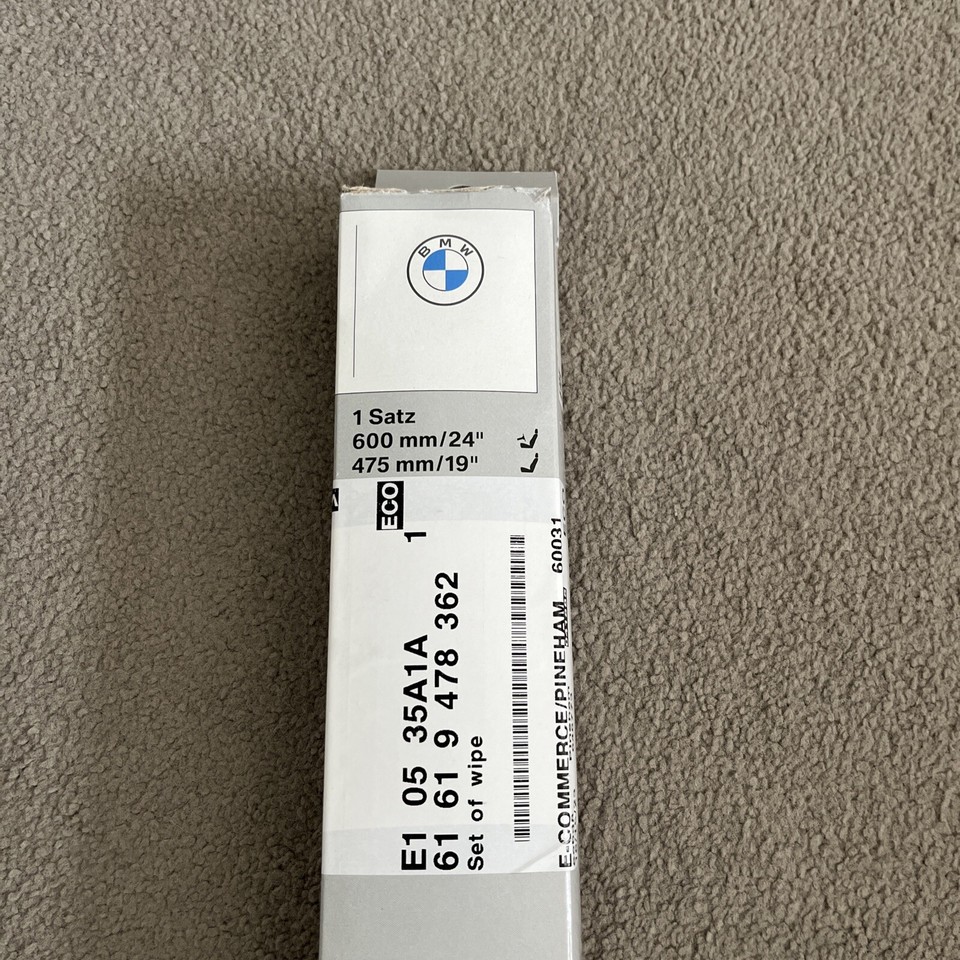 BMW
1 Satz
600 mm/24"
475 mm/19"
ECO
1
E1 05 35A1A
61 61 9 478 362
Set of wipe
E-COMMERCE/PINEHAM 60031